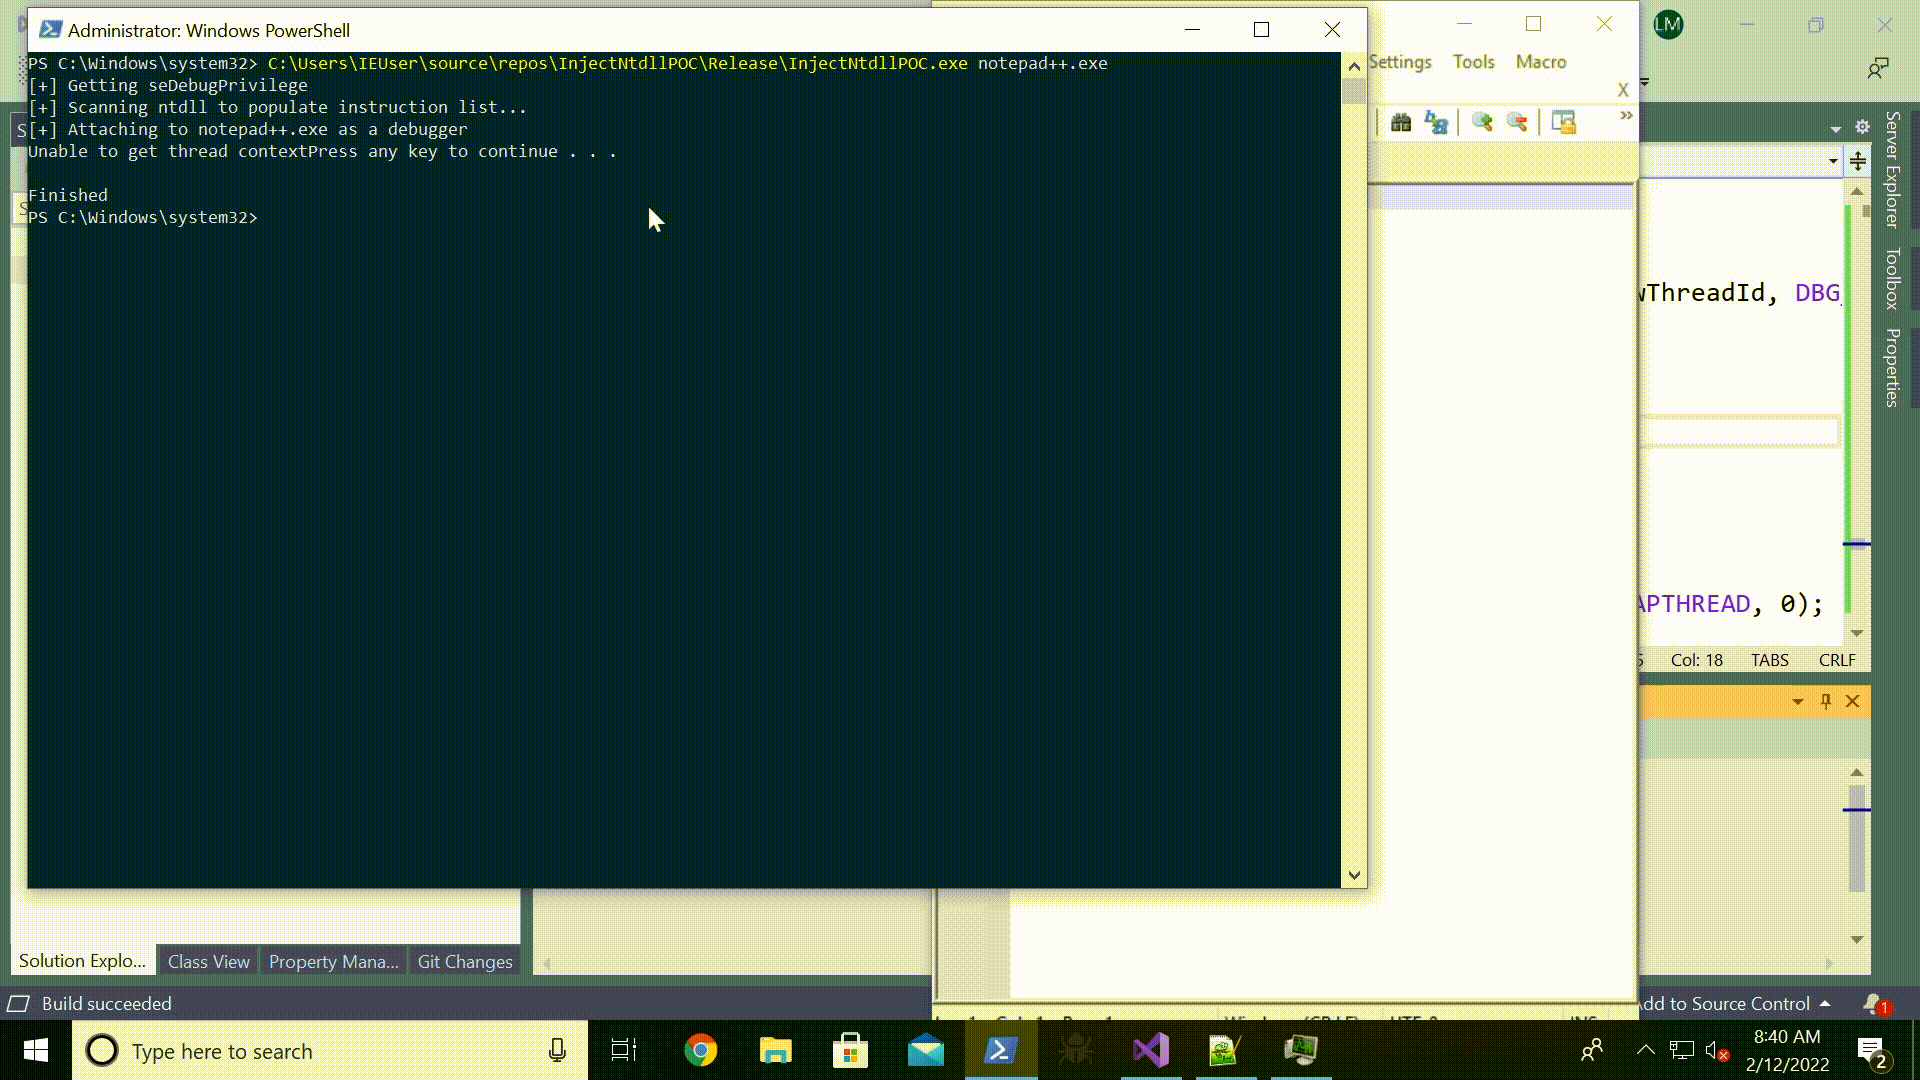 Administrator: Windows PowerShell
PS C:\Windows\system32> C:\Users\IEUser\source\repos\InjectNtdllPOC\Release\InjectNtdllPOC.exe notepad++.exe
[+] Getting seDebugPrivilege
[+] Scanning ntdll to populate instruction list...
[+] Attaching to notepad++.exe as a debugger
Unable to get thread contextPress any key to continue . . .
Finished
PS C:\Windows\system32>
Settings Tools Macro
X
LM
Server Explorer
Toolbox
Properties
ThreadId, DBG
APTHREAD, 0);
Col: 18 TABS CRLF
Solution Explo... Class View Property Mana... Git Changes
Build succeeded
Add to Source Control
1
Type here to search
8:40 AM
2/12/2022
2